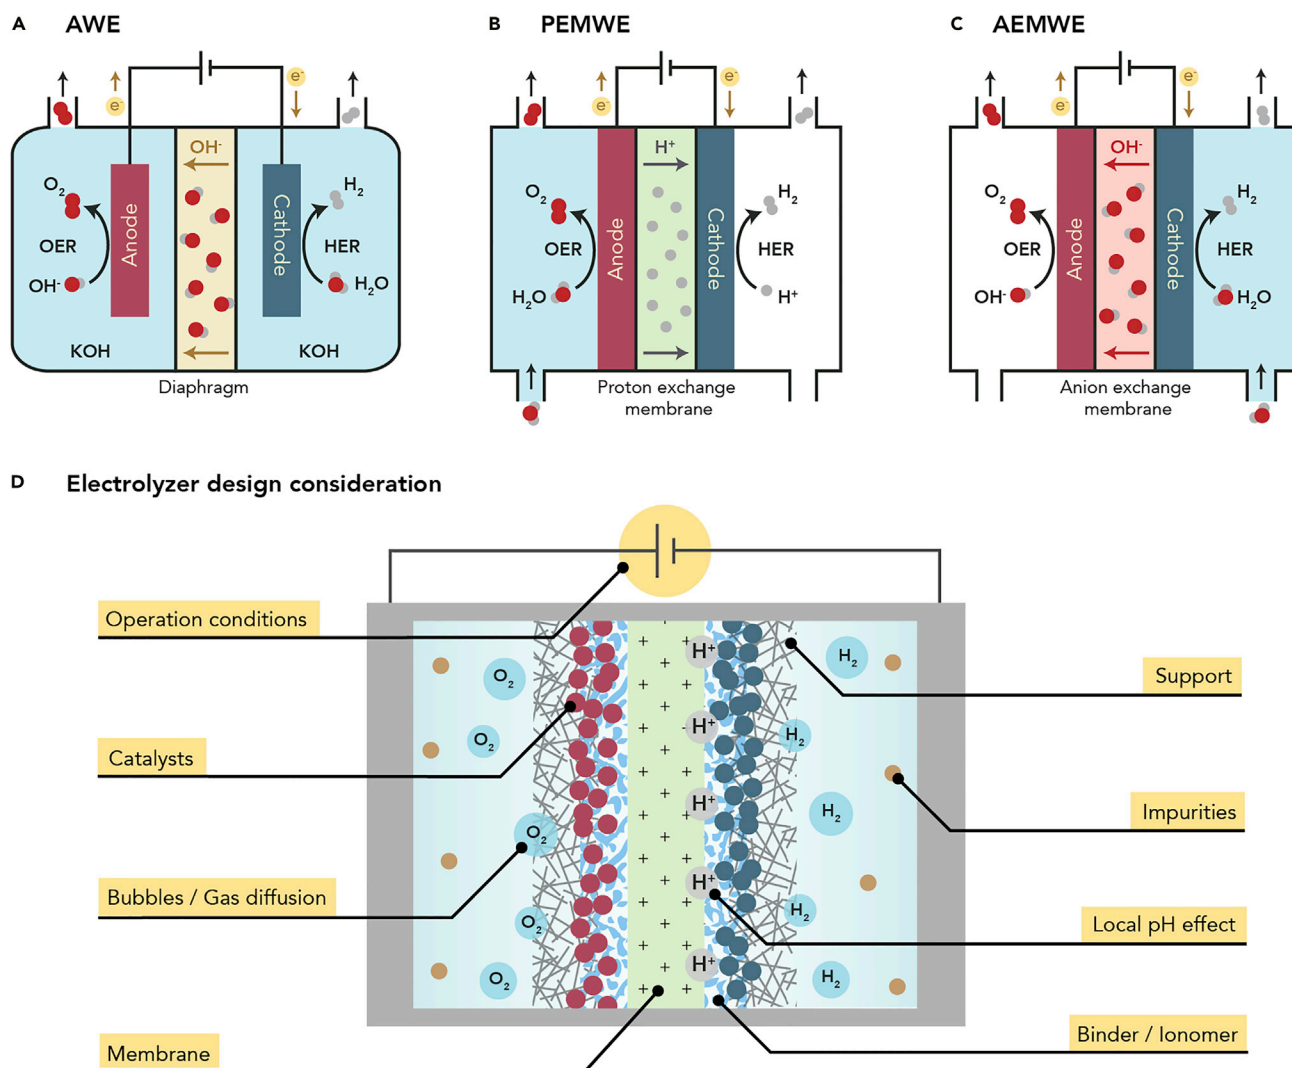 A AWE
e-
e-
OH-
O2
OER
OH-
Anode
Cathode
H2
HER
H2O
KOH
KOH
Diaphragm
B PEMWE
e-
e-
H+
O2
OER
H2O
Anode
Cathode
H2
HER
H+
Proton exchange
membrane
C AEMWE
e-
e-
OH-
O2
OER
OH-
Anode
Cathode
H2
HER
H2O
Anion exchange
membrane
D Electrolyzer design consideration
Operation conditions
Catalysts
Bubbles / Gas diffusion
Membrane
O2
O2
O2
O2
O2
H+
H+
H+
H+
H+
H2
H2
H2
H2
H2
Support
Impurities
Local pH effect
Binder / Ionomer